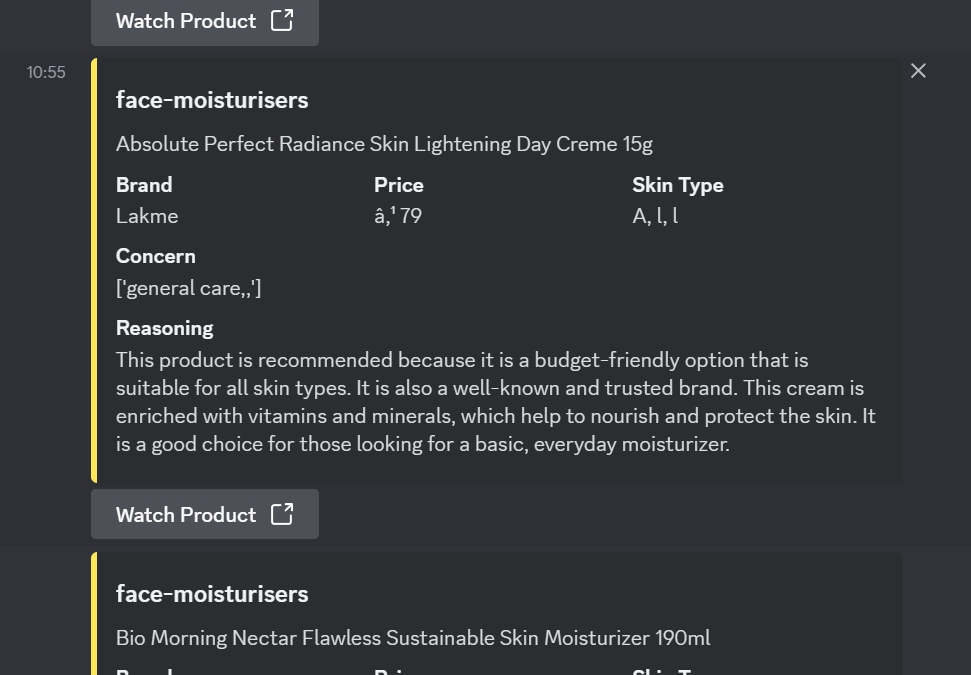 Watch Product
10:55
face-moisturisers
Absolute Perfect Radiance Skin Lightening Day Creme 15g
Brand Price Skin Type
Lakme â‚¹ 79 A, l, l
Concern
['general care,,']
Reasoning
This product is recommended because it is a budget-friendly option that is
suitable for all skin types. It is also a well-known and trusted brand. This cream is
enriched with vitamins and minerals, which help to nourish and protect the skin. It
is a good choice for those looking for a basic, everyday moisturizer.
Watch Product
face-moisturisers
Bio Morning Nectar Flawless Sustainable Skin Moisturizer 190ml